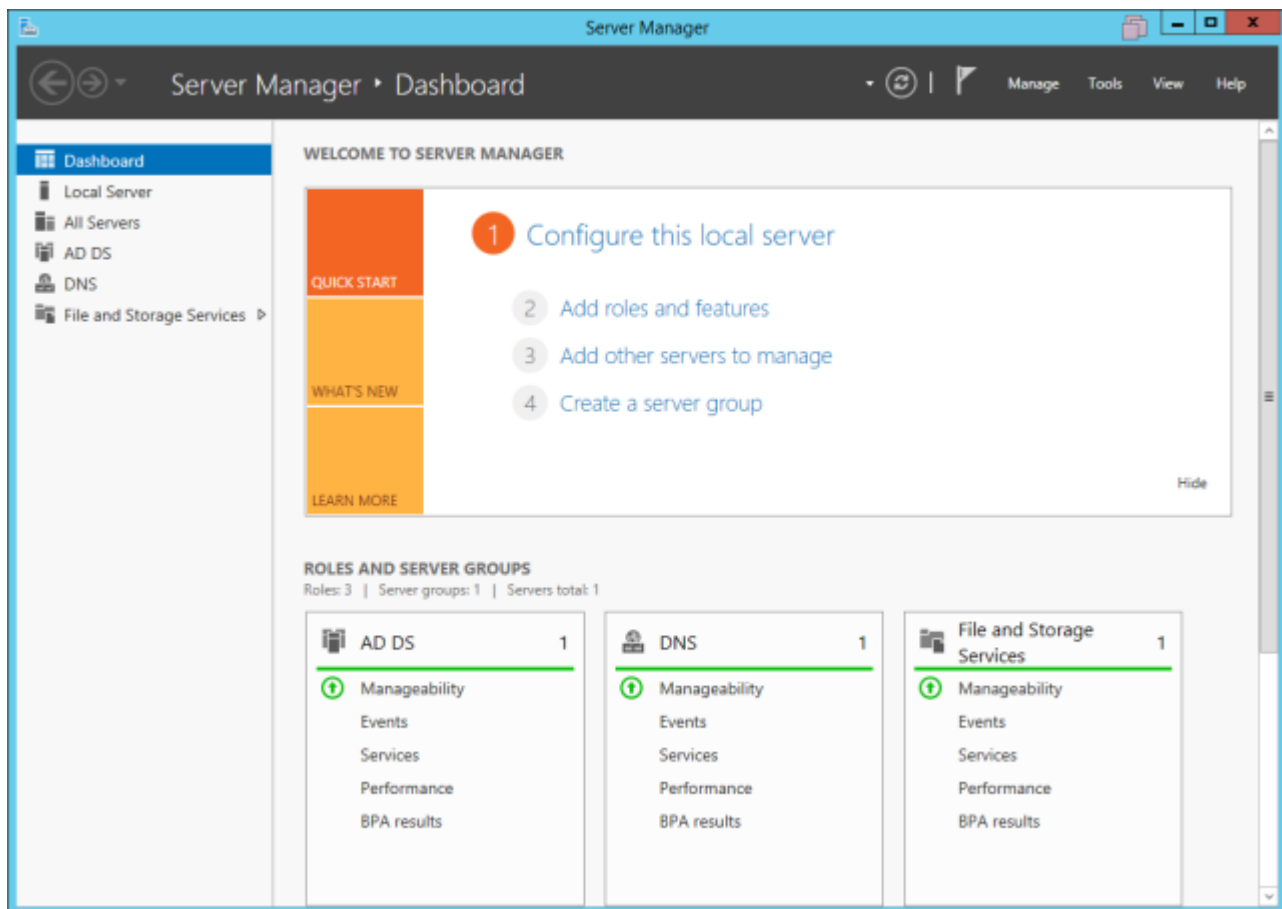 Server Manager
Server Manager ‣ Dashboard
Manage Tools View Help
Dashboard
Local Server
All Servers
AD DS
DNS
File and Storage Services
WELCOME TO SERVER MANAGER
QUICK START
WHAT'S NEW
LEARN MORE
1 Configure this local server
2 Add roles and features
3 Add other servers to manage
4 Create a server group
Hide
ROLES AND SERVER GROUPS
Roles: 3 | Server groups: 1 | Servers total: 1
AD DS 1
Manageability
Events
Services
Performance
BPA results
DNS 1
Manageability
Events
Services
Performance
BPA results
File and Storage
Services 1
Manageability
Events
Services
Performance
BPA results